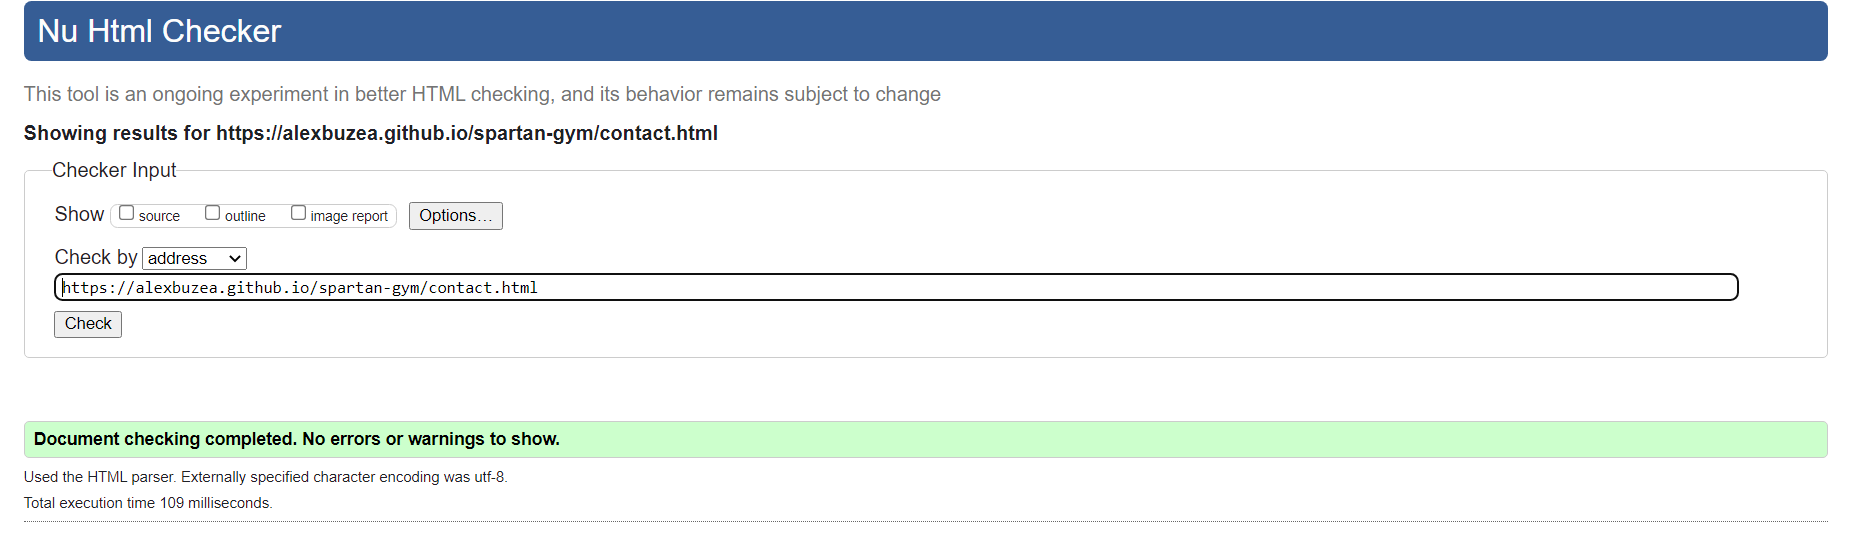 Nu Html Checker
This tool is an ongoing experiment in better HTML checking, and its behavior remains subject to change
Showing results for https://alexbuzea.github.io/spartan-gym/contact.html
Checker Input
Show source outline image report Options...
Check by address
https://alexbuzea.github.io/spartan-gym/contact.html
Check
Document checking completed. No errors or warnings to show.
Used the HTML parser. Externally specified character encoding was utf-8.
Total execution time 109 milliseconds.